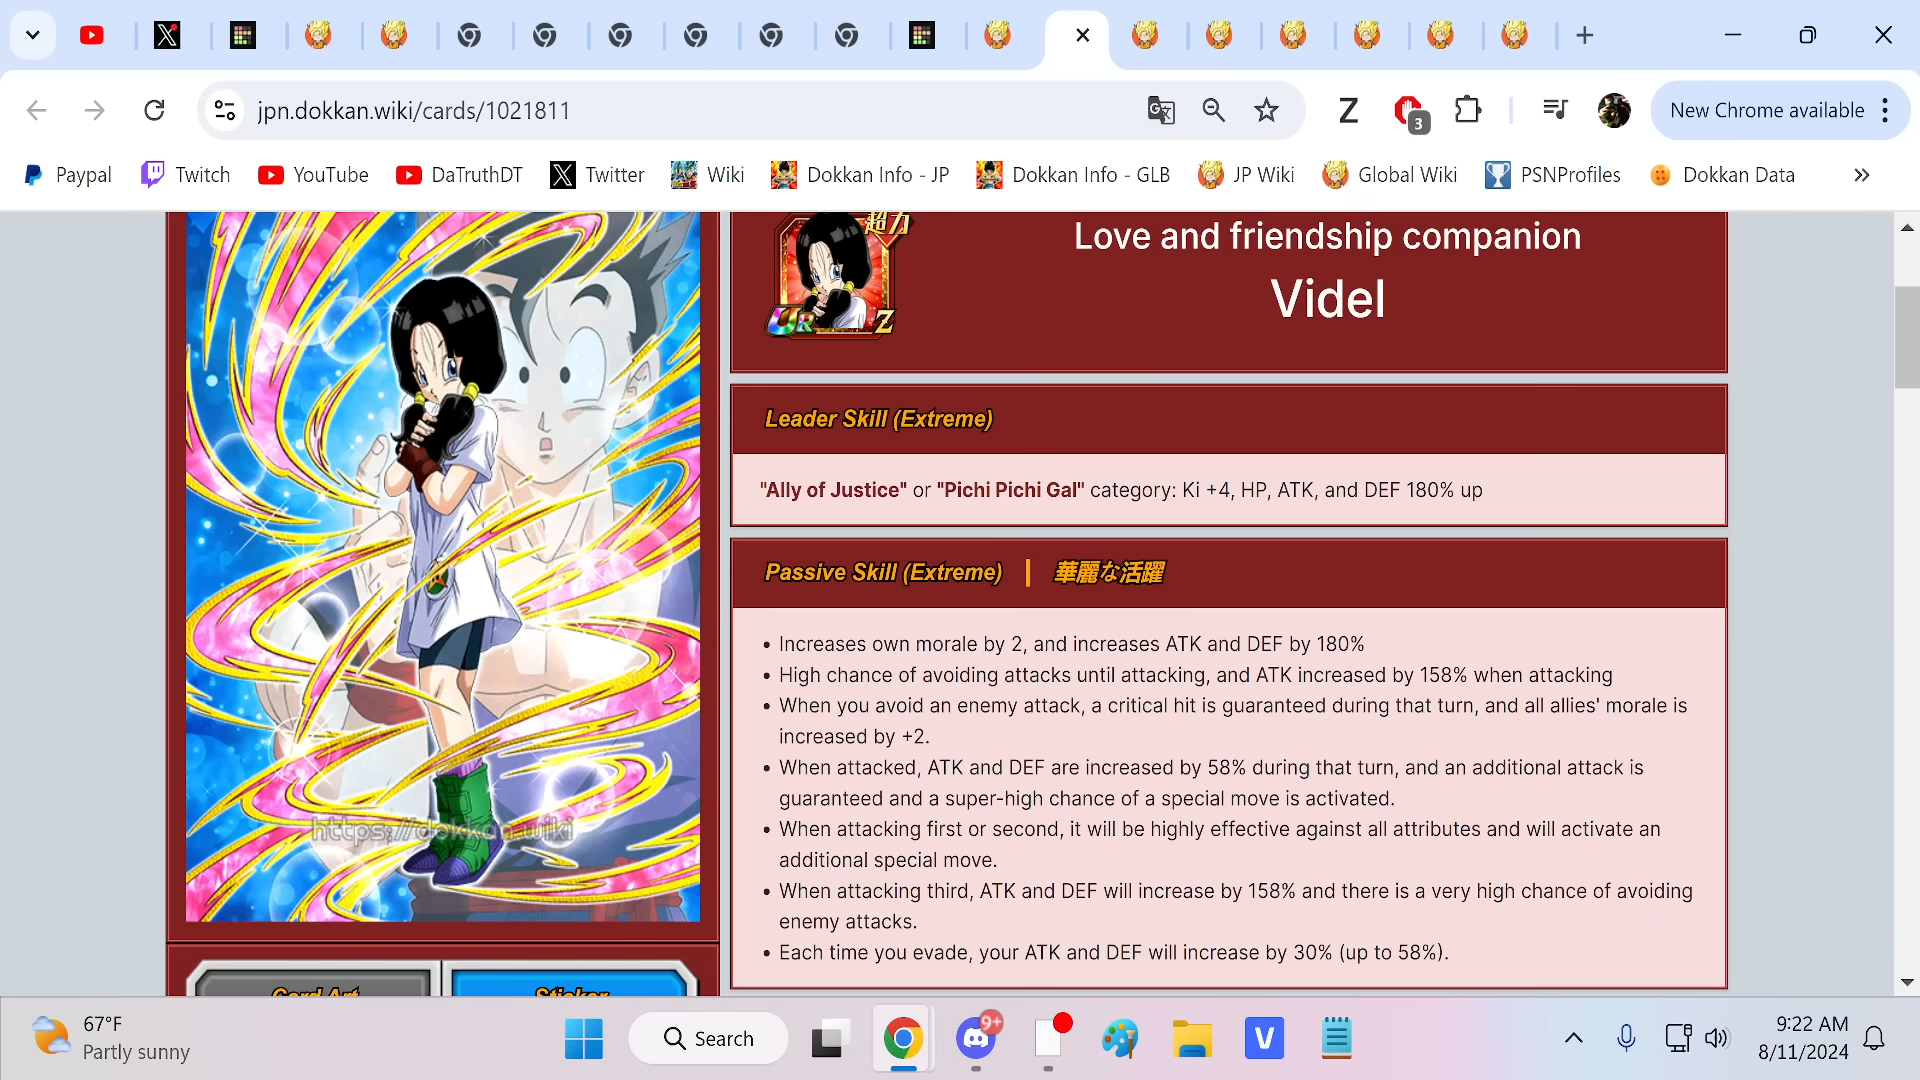 jpn.dokkan.wiki/cards/1021811
3
New Chrome available
Paypal
Twitch
YouTube
DaTruthDT
Twitter
Wiki
Dokkan Info - JP
Dokkan Info - GLB
JP Wiki
Global Wiki
PSNProfiles
Dokkan Data
超力
UR
Z
Love and friendship companion
Videl
Leader Skill (Extreme)
"Ally of Justice" or "Pichi Pichi Gal" category: Ki +4, HP, ATK, and DEF 180% up
Passive Skill (Extreme) | 華麗な活躍
• Increases own morale by 2, and increases ATK and DEF by 180%
• High chance of avoiding attacks until attacking, and ATK increased by 158% when attacking
• When you avoid an enemy attack, a critical hit is guaranteed during that turn, and all allies' morale is
increased by +2.
• When attacked, ATK and DEF are increased by 58% during that turn, and an additional attack is
guaranteed and a super-high chance of a special move is activated.
• When attacking first or second, it will be highly effective against all attributes and will activate an
additional special move.
• When attacking third, ATK and DEF will increase by 158% and there is a very high chance of avoiding
enemy attacks.
• Each time you evade, your ATK and DEF will increase by 30% (up to 58%).
https://dokkan.wiki
Card Art
Sticker
67°F
Partly sunny
Search
9+
V
9:22 AM
8/11/2024